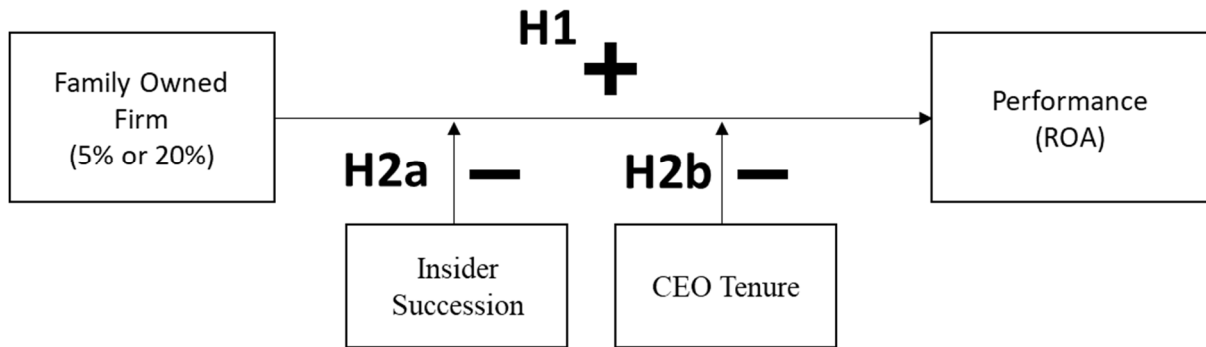 H1
+
Family Owned
Firm
(5% or 20%)
Performance
(ROA)
H2a −
H2b −
Insider
Succession
CEO Tenure